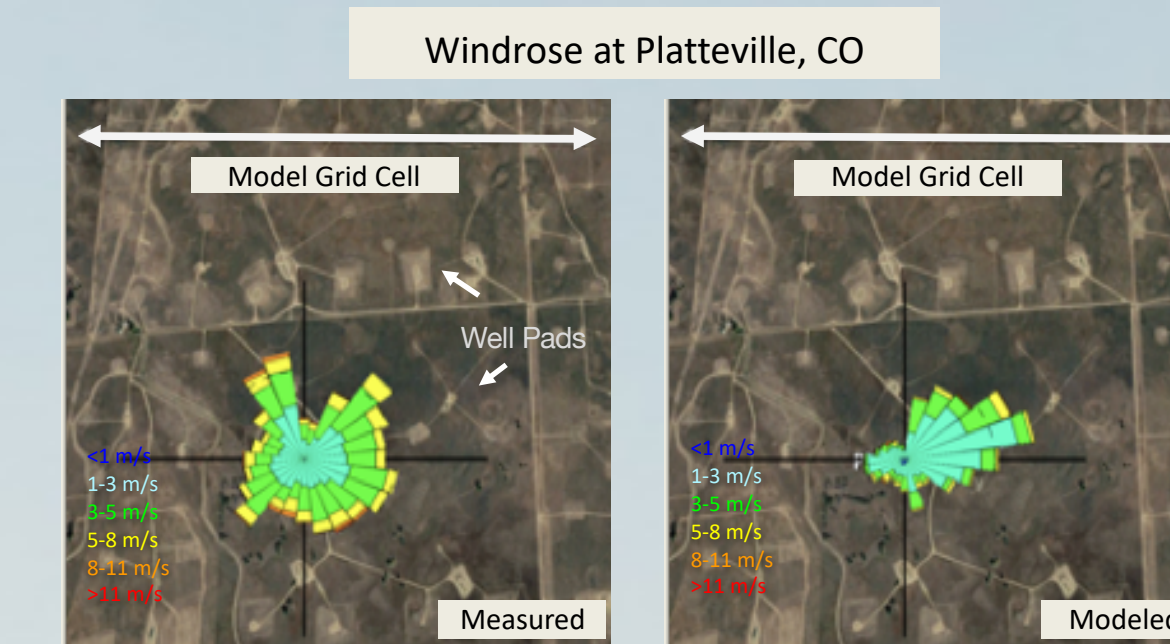 Windrose at Platteville, CO
Model Grid Cell
Well Pads
<1 m/s
1-3 m/s
3-5 m/s
5-8 m/s
8-11 m/s
>11 m/s
Measured
Model Grid Cell
<1 m/s
1-3 m/s
3-5 m/s
5-8 m/s
8-11 m/s
>11 m/s
Modeled